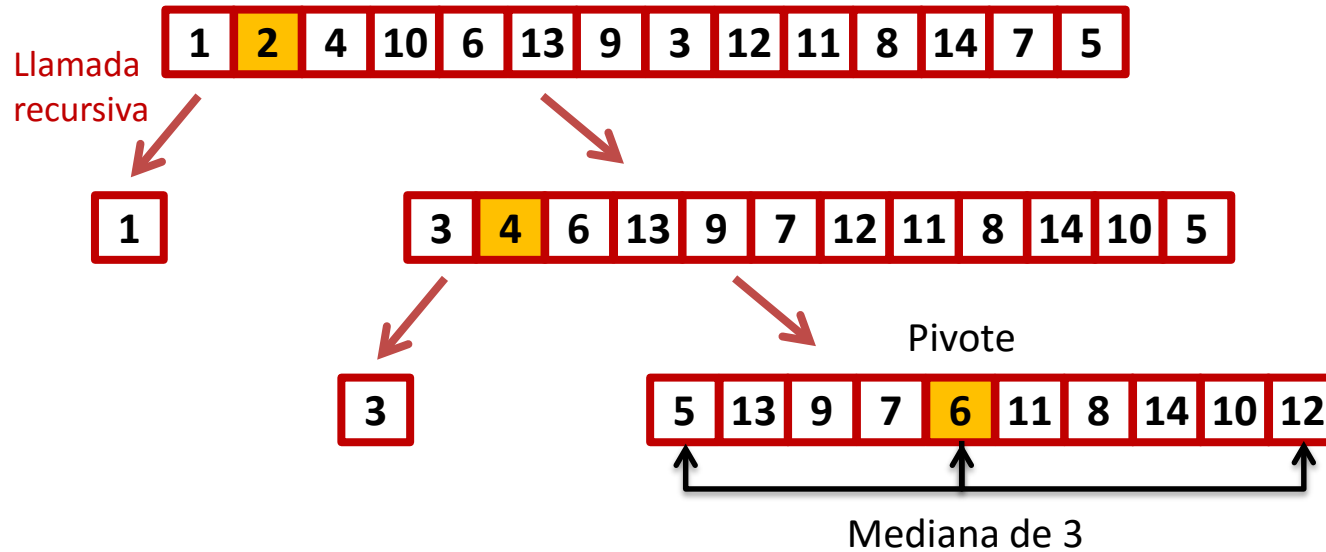 1 2 4 10 6 13 9 3 12 11 8 14 7 5
Llamada
recursiva
1
3 4 6 13 9 7 12 11 8 14 10 5
Pivote
3
5 13 9 7 6 11 8 14 10 12
Mediana de 3